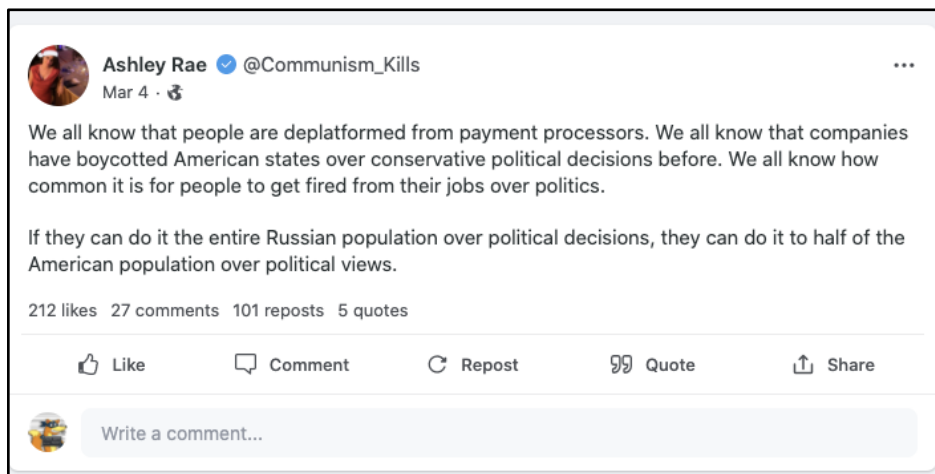 Ashley Rae @Communism_Kills
Mar 4 ·
We all know that people are deplatformed from payment processors. We all know that companies
have boycotted American states over conservative political decisions before. We all know how
common it is for people to get fired from their jobs over politics.
If they can do it the entire Russian population over political decisions, they can do it to half of the
American population over political views.
212 likes 27 comments 101 reposts 5 quotes
Like Comment Repost Quote Share
Write a comment...